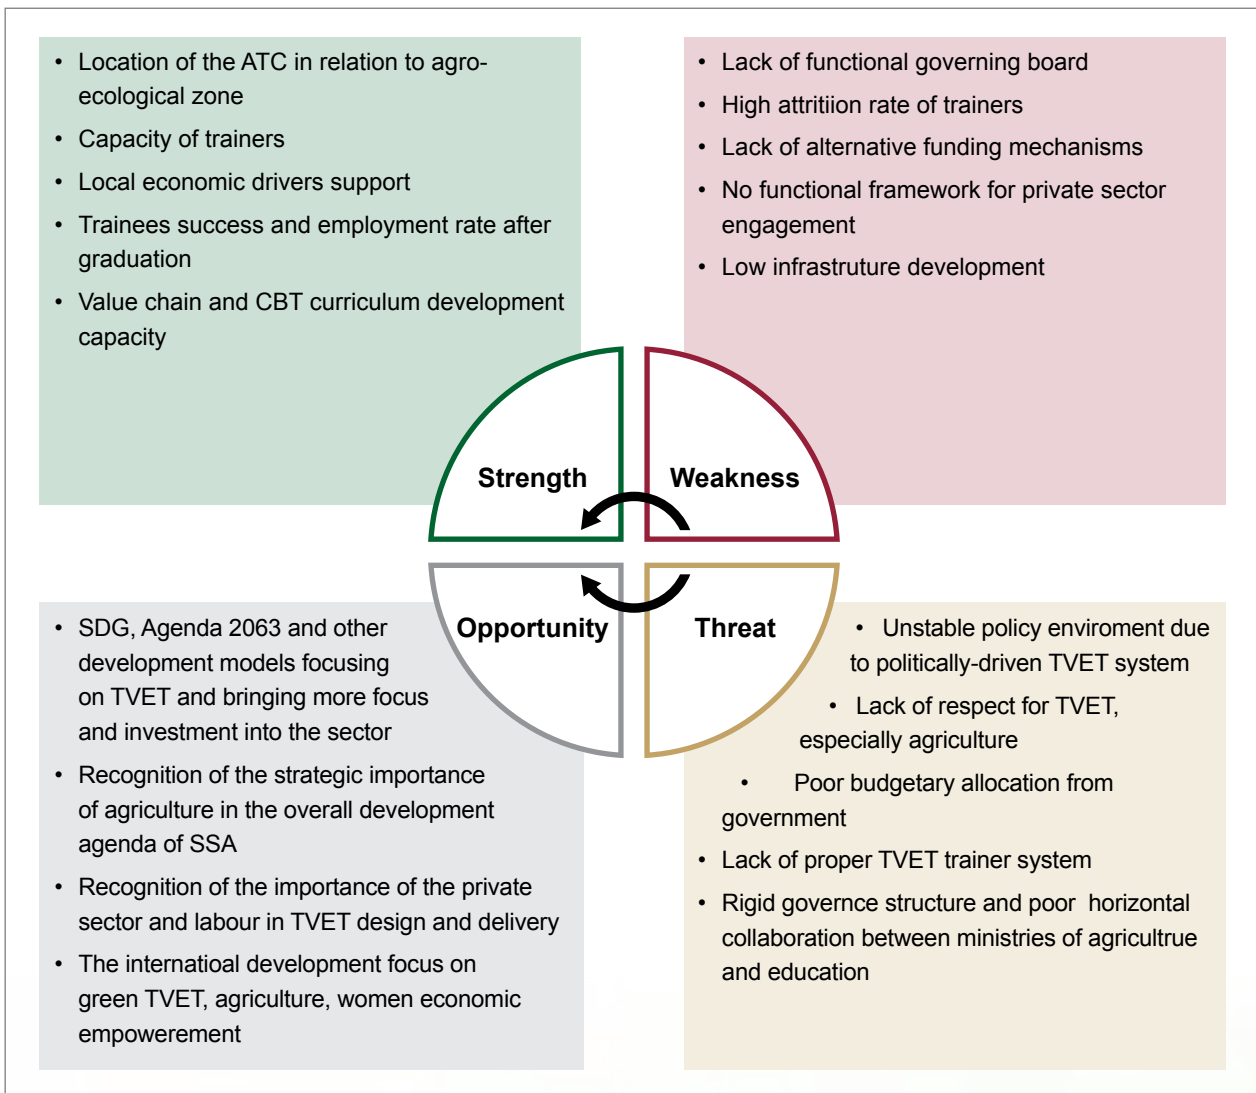 • Location of the ATC in relation to agro-
ecological zone
• Capacity of trainers
• Local economic drivers support
• Trainees success and employment rate after
graduation
• Value chain and CBT curriculum development
capacity
• Lack of functional governing board
• High attritiion rate of trainers
• Lack of alternative funding mechanisms
• No functional framework for private sector
engagement
• Low infrastruture development
Strength
Weakness
Opportunity
Threat
• SDG, Agenda 2063 and other
development models focusing
on TVET and bringing more focus
and investment into the sector
• Recognition of the strategic importance
of agriculture in the overall development
agenda of SSA
• Recognition of the importance of the private
sector and labour in TVET design and delivery
• The internatioal development focus on
green TVET, agriculture, women economic
empowerement
• Unstable policy enviroment due
to politically-driven TVET system
• Lack of respect for TVET,
especially agriculture
• Poor budgetary allocation from
government
• Lack of proper TVET trainer system
• Rigid governce structure and poor horizontal
collaboration between ministries of agricultrue
and education